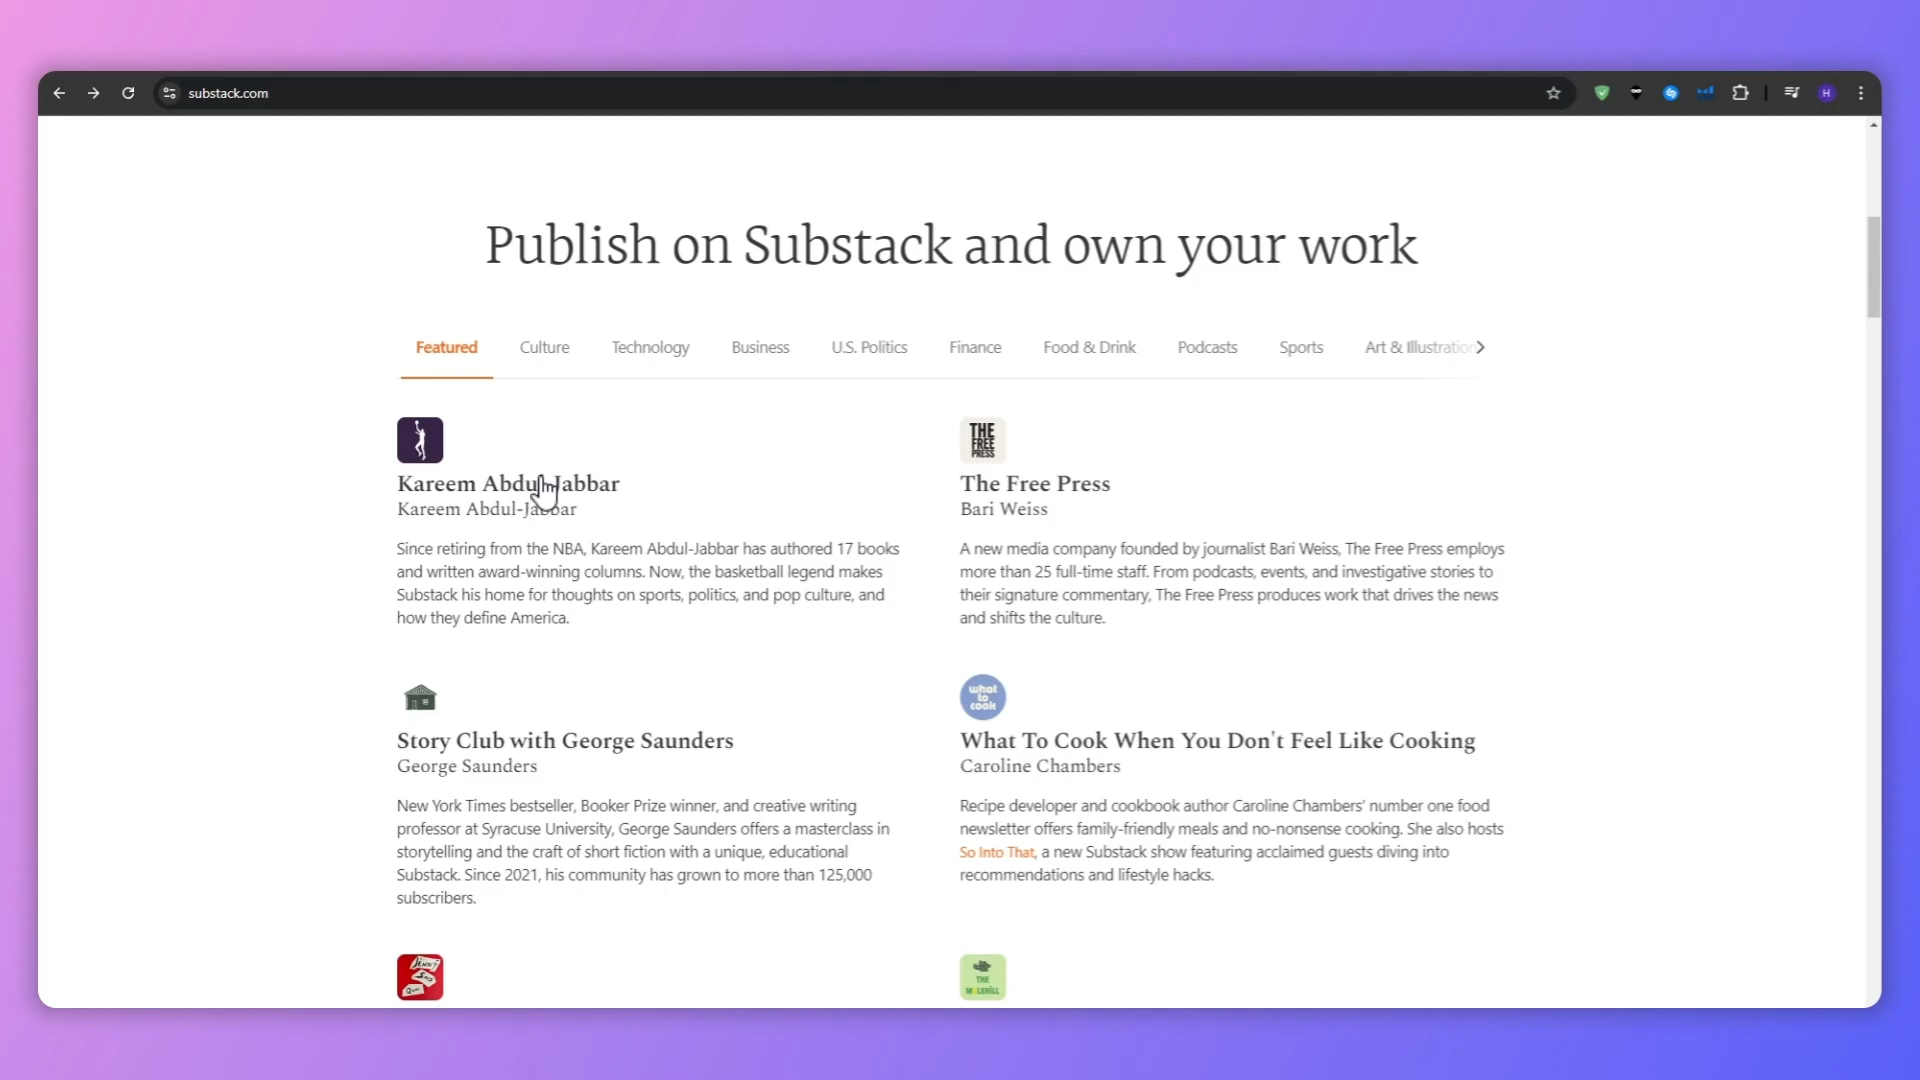 substack.com
H
Publish on Substack and own your work
Featured Culture Technology Business U.S. Politics Finance Food & Drink Podcasts Sports Art & Illustration
THE
FREE
PRESS
Kareem Abdul-Jabbar
Kareem Abdul-Jabbar
Since retiring from the NBA, Kareem Abdul-Jabbar has authored 17 books
and written award-winning columns. Now, the basketball legend makes
Substack his home for thoughts on sports, politics, and pop culture, and
how they define America.
The Free Press
Bari Weiss
A new media company founded by journalist Bari Weiss, The Free Press employs
more than 25 full-time staff. From podcasts, events, and investigative stories to
their signature commentary, The Free Press produces work that drives the news
and shifts the culture.
Story Club with George Saunders
George Saunders
New York Times bestseller, Booker Prize winner, and creative writing
professor at Syracuse University, George Saunders offers a masterclass in
storytelling and the craft of short fiction with a unique, educational
Substack. Since 2021, his community has grown to more than 125,000
subscribers.
what
to
cook
What To Cook When You Don't Feel Like Cooking
Caroline Chambers
Recipe developer and cookbook author Caroline Chambers’ number one food
newsletter offers family-friendly meals and no-nonsense cooking. She also hosts
So Into That, a new Substack show featuring acclaimed guests diving into
recommendations and lifestyle hacks.
THE
MOLEHILL